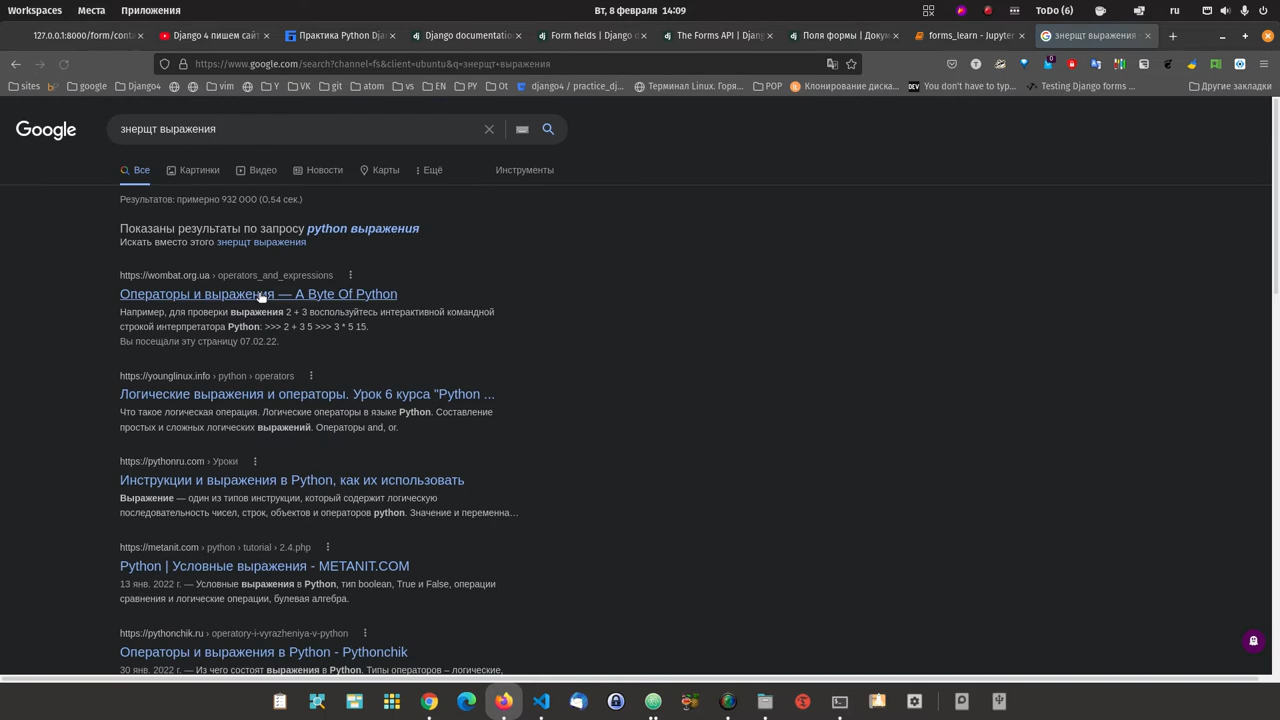 Workspaces Места Приложения Вт, 8 февраля 14:09 ToDo (6) ru
127.0.0.1:8000/form/conta Django 4 пишем сайт Практика Python Django Django documentation Form fields | Django d The Forms API | Django Поля формы | Докум forms_learn - Jupyter знерщт выражения
https://www.google.com/search?channel=fs&client=ubuntu&q=знерщт+выражения
sites google Django4 vim Y VK git atom vs EN PY Ot django4 / practice_dj... Терминал Linux. Горя... POP Клонирование диска... You don't have to typ... Testing Django forms ... Другие закладки
Google знерщт выражения
Все Картинки Видео Новости Карты Ещё Инструменты
Результатов: примерно 932 000 (0,54 сек.)
Показаны результаты по запросу python выражения
Искать вместо этого знерщт выражения
https://wombat.org.ua › operators_and_expressions
Операторы и выражения — A Byte Of Python
Например, для проверки выражения 2 + 3 воспользуйтесь интерактивной командной
строкой интерпретатора Python: >>> 2 + 3 5 >>> 3 * 5 15.
Вы посещали эту страницу 07.02.22.
https://younglinux.info › python › operators
Логические выражения и операторы. Урок 6 курса "Python ...
Что такое логическая операция. Логические операторы в языке Python. Составление
простых и сложных логических выражений. Операторы and, or.
https://pythonru.com › Уроки
Инструкции и выражения в Python, как их использовать
Выражение — один из типов инструкции, который содержит логическую
последовательность чисел, строк, объектов и операторов python. Значение и переменна...
https://metanit.com › python › tutorial › 2.4.php
Python | Условные выражения - METANIT.COM
13 янв. 2022 г. — Условные выражения в Python, тип boolean, True и False, операции
сравнения и логические операции, булевая алгебра.
https://pythonchik.ru › operatory-i-vyrazheniya-v-python
Операторы и выражения в Python - Pythonchik
30 янв. 2022 г. — Из чего состоят выражения в Python. Типы операторов – логические,